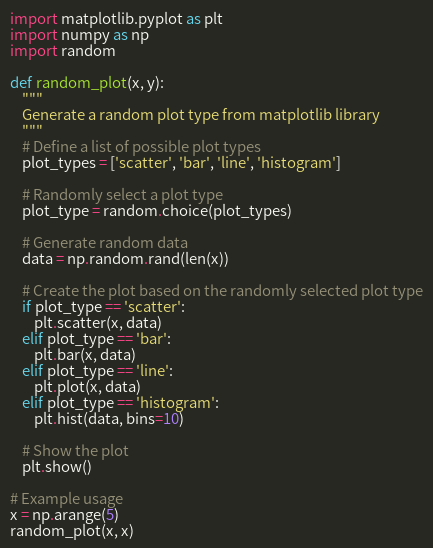 import matplotlib.pyplot as plt
import numpy as np
import random

def random_plot(x, y):
    """
    Generate a random plot type from matplotlib library
    """
    # Define a list of possible plot types
    plot_types = ['scatter', 'bar', 'line', 'histogram']

    # Randomly select a plot type
    plot_type = random.choice(plot_types)

    # Generate random data
    data = np.random.rand(len(x))

    # Create the plot based on the randomly selected plot type
    if plot_type == 'scatter':
        plt.scatter(x, data)
    elif plot_type == 'bar':
        plt.bar(x, data)
    elif plot_type == 'line':
        plt.plot(x, data)
    elif plot_type == 'histogram':
        plt.hist(data, bins=10)

    # Show the plot
    plt.show()

# Example usage
x = np.arange(5)
random_plot(x, x)